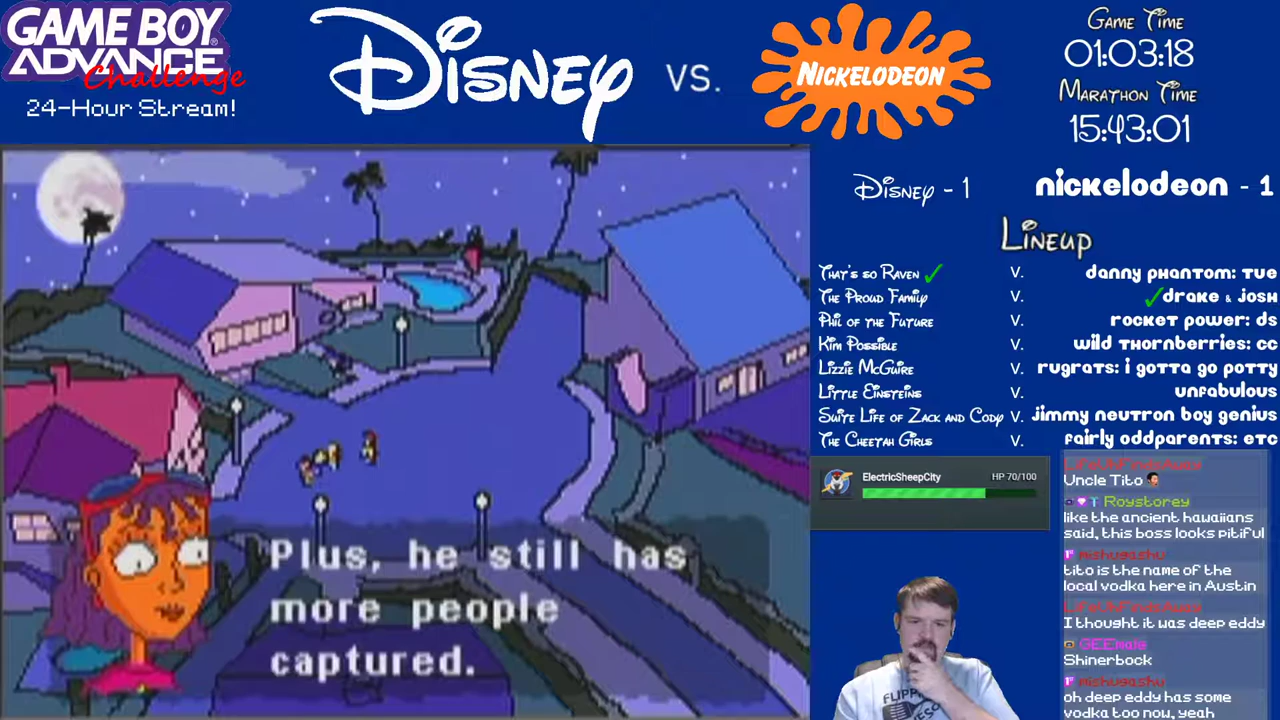 GAME BOY
ADVANCE
Challenge
24-Hour Stream!
Disney vs. Nickelodeon
Game Time
01:03:18
Marathon Time
15:43:01
Disney - 1
nickelodeon - 1
Lineup
That's so Raven ✓ v. danny phantom: tue
The Proud Family v. ✓drake & josh
Phil of the Future v. rocket power: ds
Kim Possible v. wild thornberries: cc
Lizzie McGuire v. rugrats: i gotta go potty
Little Einsteins v. unfabulous
Suite Life of Zack and Cody v. jimmy neutron boy genius
The Cheetah Girls v. fairly oddparents: etc
ElectricSheepCity HP 70/100
Uncle Tito
Roystorey
like the ancient hawaiians
said, this boss looks pitiful
mishugashu
tito is the name of the
local vodka here in Austin
I thought it was deep eddy
GEEmale
Shinerbock
mishugashu
oh deep eddy has some
vodka too now, yeah
Plus, he still has
more people
captured.